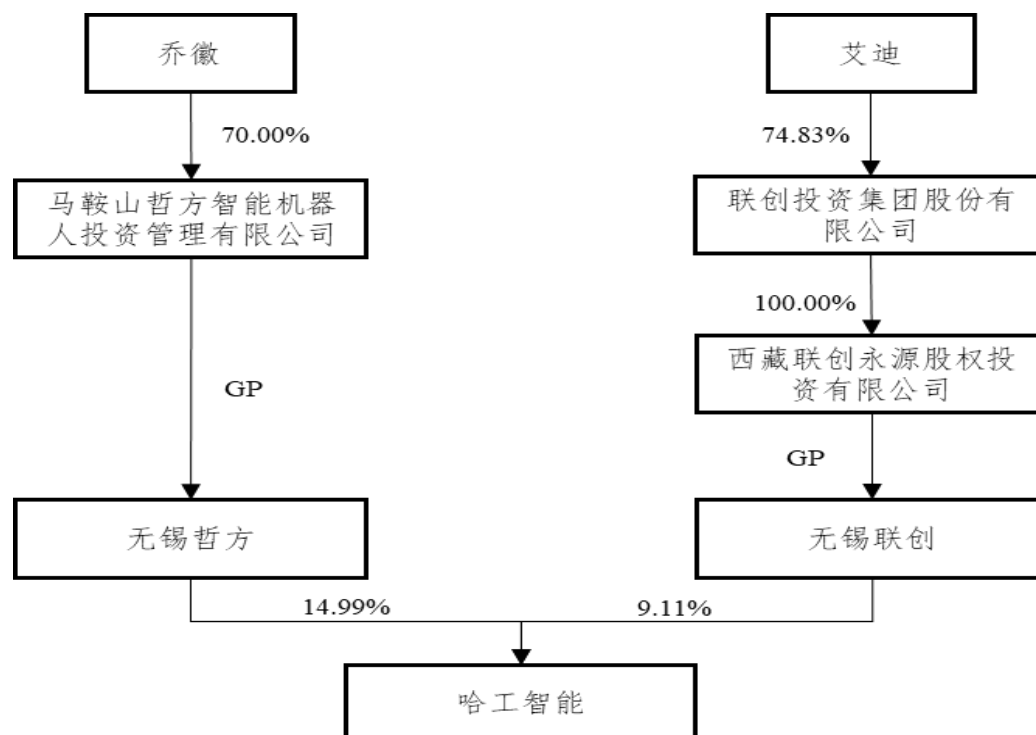 乔徽
艾迪
70.00%
74.83%
马鞍山哲方智能机器
人投资管理有限公司
联创投资集团股份有
限公司
100.00%
西藏联创永源股权投
资有限公司
GP
GP
无锡哲方
无锡联创
14.99%
9.11%
哈工智能